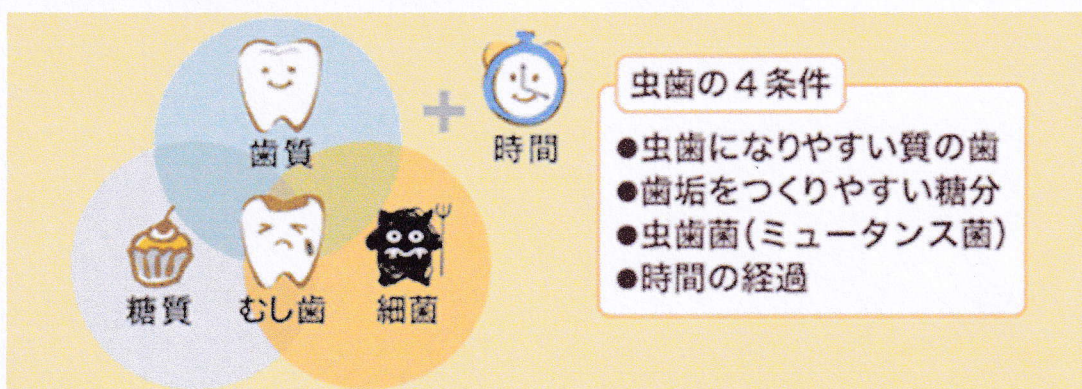 歯質
時間
糖質
むし歯
細菌
虫歯の4条件
●虫歯になりやすい質の歯
●歯垢をつくりやすい糖分
●虫歯菌(ミュータンス菌)
●時間の経過